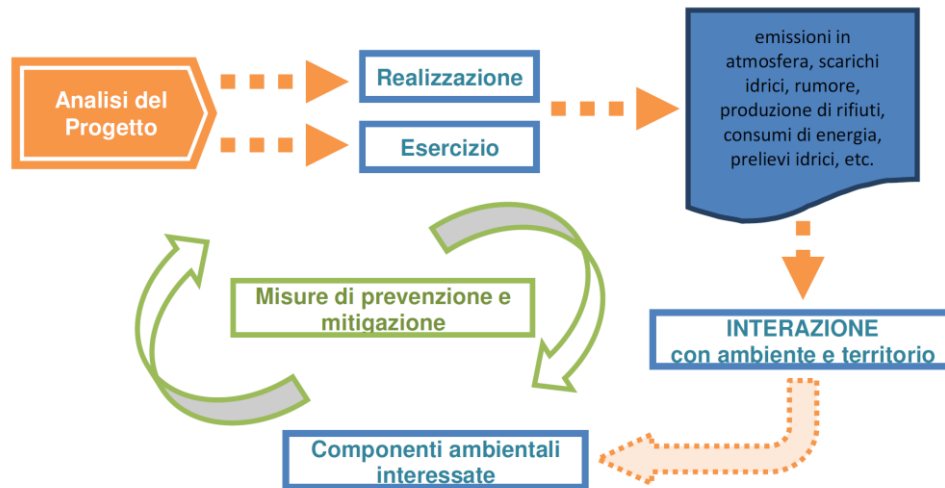 Analisi del
Progetto
Realizzazione
Esercizio
emissioni in
atmosfera, scarichi
idrici, rumore,
produzione di rifiuti,
consumi di energia,
prelievi idrici, etc.
Misure di prevenzione e
mitigazione
INTERAZIONE
con ambiente e territorio
Componenti ambientali
interessate